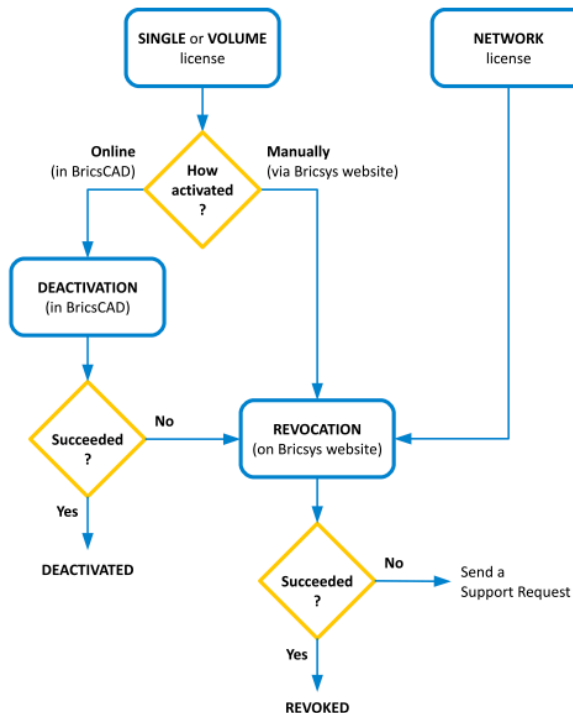 SINGLE or VOLUME
license
NETWORK
license
Online
(in BricsCAD)
Manually
(via Bricsys website)
How
activated
?
DEACTIVATION
(in BricsCAD)
Succeeded
?
No
REVOCATION
(on Bricsys website)
Yes
DEACTIVATED
Succeeded
?
No
Send a
Support Request
Yes
REVOKED